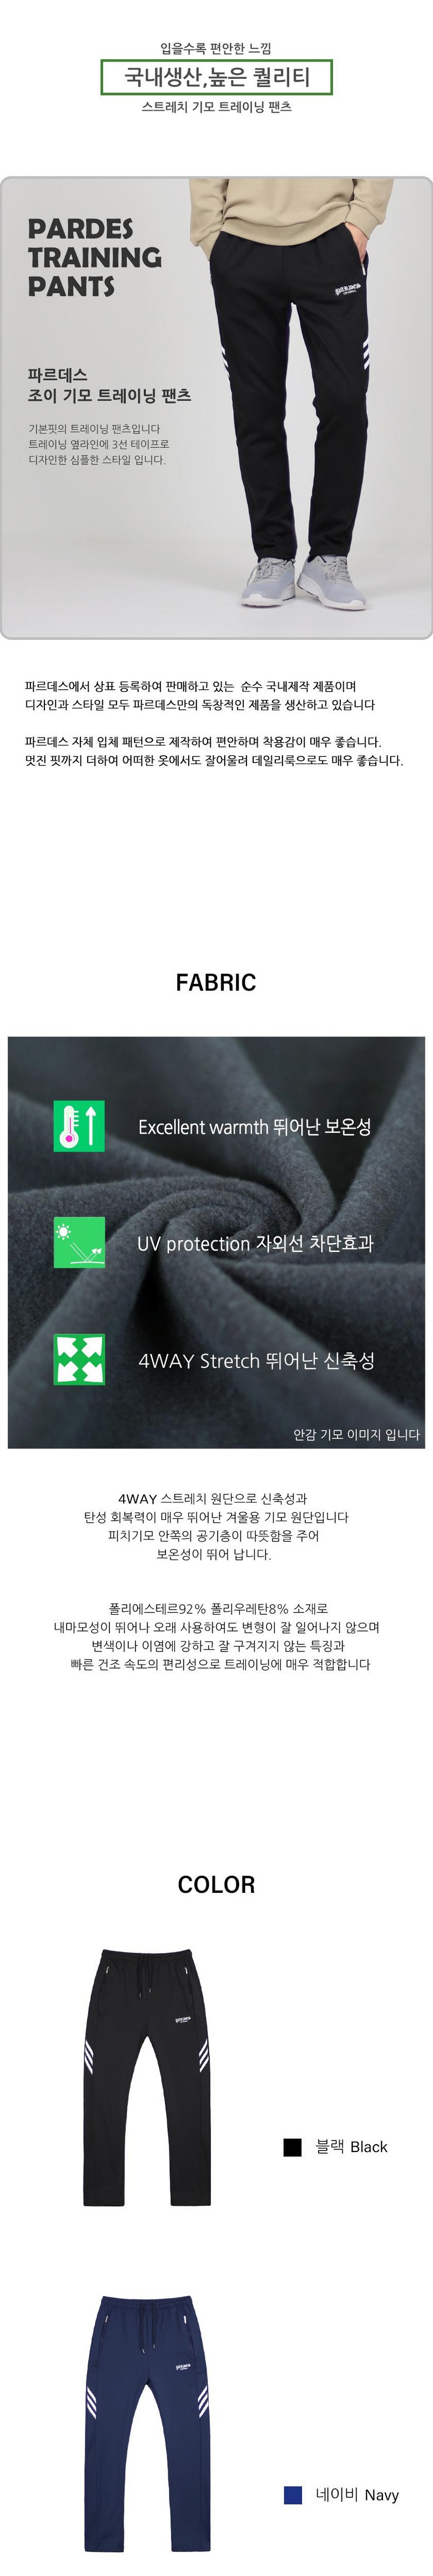 입을수록 편안한 느낌
국내생산,높은 퀄리티
스트레치 기모 트레이닝 팬츠
PARDES
TRAINING
PANTS
파르데스
조이 기모 트레이닝 팬츠
기본핏의 트레이닝 팬츠입니다
트레이닝 옆라인에 3선 테이프로
디자인한 심플한 스타일 입니다.
파르데스에서 상표 등록하여 판매하고 있는 순수 국내제작 제품이며
디자인과 스타일 모두 파르데스만의 독창적인 제품을 생산하고 있습니다
파르데스 자체 입체 패턴으로 제작하여 편안하며 착용감이 매우 좋습니다.
멋진 핏까지 더하여 어떠한 옷에서도 잘어울려 데일리룩으로도 매우 좋습니다.
FABRIC
Excellent warmth 뛰어난 보온성
UV protection 자외선 차단효과
4WAY Stretch 뛰어난 신축성
안감 기모 이미지 입니다
4WAY 스트레치 원단으로 신축성과
탄성 회복력이 매우 뛰어난 겨울용 기모 원단입니다
피치기모 안쪽의 공기층이 따뜻함을 주어
보온성이 뛰어 납니다.
폴리에스테르92% 폴리우레탄8% 소재로
내마모성이 뛰어나 오래 사용하여도 변형이 잘 일어나지 않으며
변색이나 이염에 강하고 잘 구겨지지 않는 특징과
빠른 건조 속도의 편리성으로 트레이닝에 매우 적합합니다
COLOR
블랙 Black
네이비 Navy